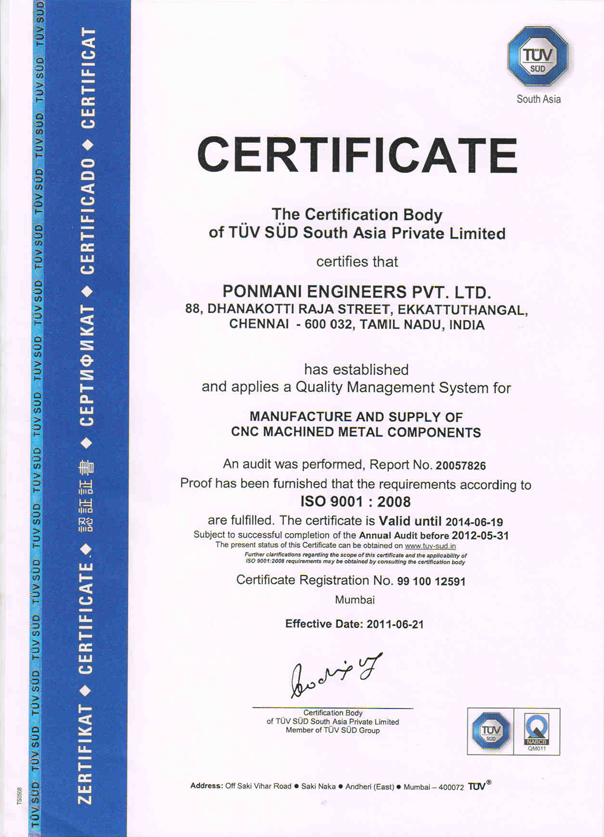 TÜV
SÜD
South Asia
CERTIFICATE
The Certification Body
of TÜV SÜD South Asia Private Limited
certifies that
PONMANI ENGINEERS PVT. LTD.
88, DHANAKOTTI RAJA STREET, EKKATTUTHANGAL,
CHENNAI - 600 032, TAMIL NADU, INDIA
has established
and applies a Quality Management System for
MANUFACTURE AND SUPPLY OF
CNC MACHINED METAL COMPONENTS
An audit was performed, Report No. 20057826
Proof has been furnished that the requirements according to
ISO 9001 : 2008
are fulfilled. The certificate is Valid until 2014-06-19
Subject to successful completion of the Annual Audit before 2012-05-31
The present status of this Certificate can be obtained on www.tuv-sud.in
Further clarifications regarding the scope of this certificate and the applicability of
ISO 9001:2008 requirements may be obtained by consulting the certification body
Certificate Registration No. 99 100 12591
Mumbai
Effective Date: 2011-06-21
Certification Body
of TÜV SÜD South Asia Private Limited
Member of TÜV SÜD Group
TÜV
SÜD
NABCB
QM011
Address: Off Saki Vihar Road ● Saki Naka ● Andheri (East) ● Mumbai – 400072 TÜV®
ZERTIFIKAT ◆ CERTIFICATE ◆ 認証証書 ◆ СЕРТИФИКАТ ◆ CERTIFICADO ◆ CERTIFICAT
TÜV SÜD TÜV SÜD TÜV SÜD TÜV SÜD TÜV SÜD TÜV SÜD TÜV SÜD TÜV SÜD TÜV SÜD TÜV SÜD TÜV SÜD TÜV SÜD TÜV SÜD TÜV SÜD TÜV SÜD